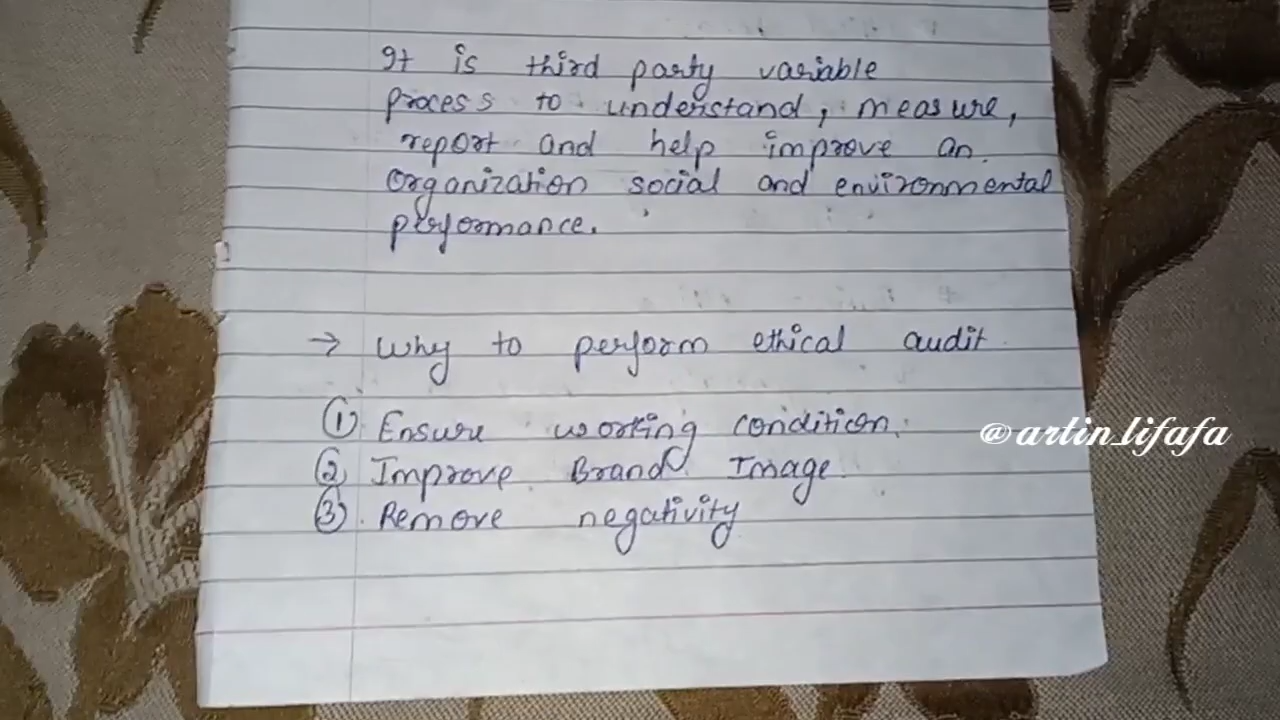 It is third party variable
process to understand, measure,
report and help improve an
organization social and environmental
performance.
→ Why to perform ethical audit
① Ensure working condition.
② Improve Brand Image
③ Remove negativity
@artin_lifafa